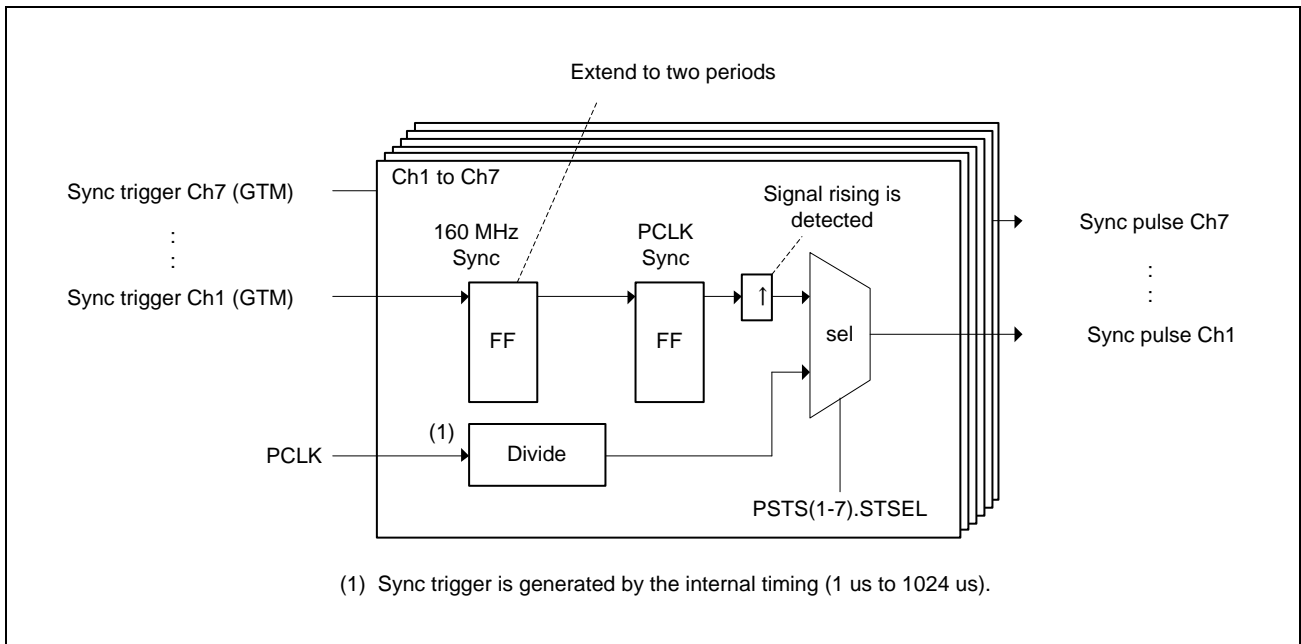 Extend to two periods
Ch1 to Ch7
Sync trigger Ch7 (GTM)
:
:
Sync trigger Ch1 (GTM)
160 MHz
Sync
PCLK
Sync
Signal rising is
detected
↑
FF
FF
sel
Sync pulse Ch7
:
:
Sync pulse Ch1
PCLK
(1)
Divide
PSTS(1-7).STSEL
(1) Sync trigger is generated by the internal timing (1 us to 1024 us).